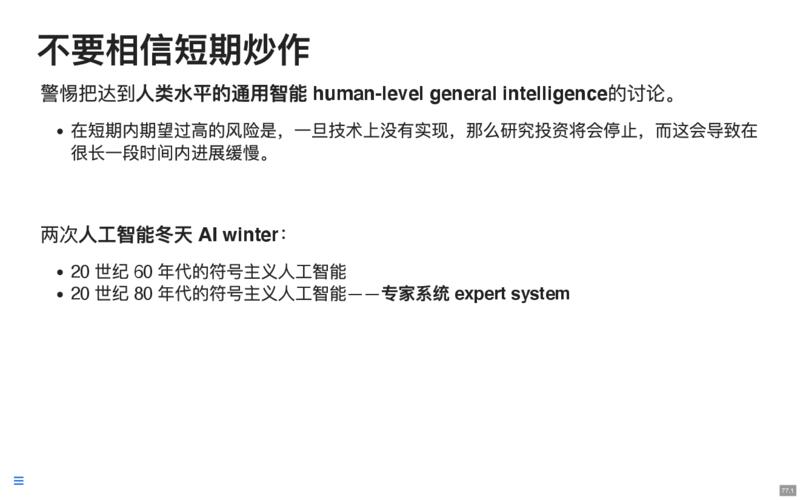 不要相信短期炒作
警惕把达到人类水平的通用智能 human-level general intelligence的讨论。
在短期内期望过高的风险是，一旦技术上没有实现，那么研究投资将会停止，而这会导致在
很长一段时间内进展缓慢。
两次人工智能冬天 AI winter：
20 世纪 60 年代的符号主义人工智能
20 世纪 80 年代的符号主义人工智能——专家系统 expert system
77.1